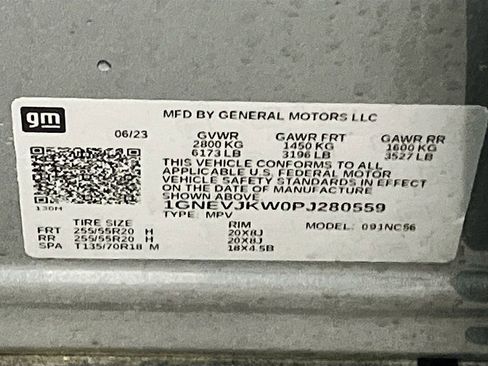 gm
MFD BY GENERAL MOTORS LLC
06/23 GVWR GAWR FRT GAWR RR
2800 KG 1450 KG 1600 KG
6173 LB 3196 LB 3527 LB
THIS VEHICLE CONFORMS TO ALL
APPLICABLE U.S. FEDERAL MOTOR
VEHICLE SAFETY STANDARDS IN EFFECT
ON THE DATE OF MANUFACTURE
SHOWN ABOVE
1GNEVJKW0PJ280559
TYPE: MPV MODEL: 091NC56
TIRE SIZE RIM
FRT 255/55R20 H 20X8J
RR 255/55R20 H 20X8J
SPA T135/70R18 M 18X4.5B